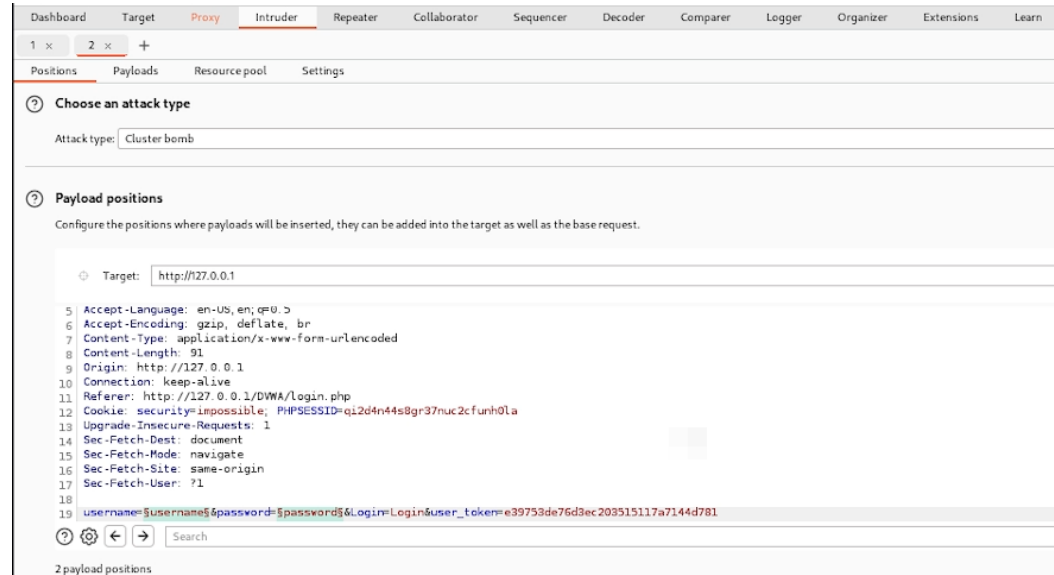 Dashboard Target Proxy Intruder Repeater Collaborator Sequencer Decoder Comparer Logger Organizer Extensions Learn
1 × 2 × +
Positions Payloads Resource pool Settings
? Choose an attack type
Attack type: Cluster bomb
? Payload positions
Configure the positions where payloads will be inserted, they can be added into the target as well as the base request.
Target: http://127.0.0.1
5 Accept-Language: en-US,en;q=0.5
6 Accept-Encoding: gzip, deflate, br
7 Content-Type: application/x-www-form-urlencoded
8 Content-Length: 91
9 Origin: http://127.0.0.1
10 Connection: keep-alive
11 Referer: http://127.0.0.1/DVWA/login.php
12 Cookie: security=impossible; PHPSESSID=qi2d4n44s8gr37nuc2cfunh0la
13 Upgrade-Insecure-Requests: 1
14 Sec-Fetch-Dest: document
15 Sec-Fetch-Mode: navigate
16 Sec-Fetch-Site: same-origin
17 Sec-Fetch-User: ?1
18
19 username=§username§&password=§password§&Login=Login&user_token=e39753de76d3ec203515117a7144d781
? ← → Search
2 payload positions